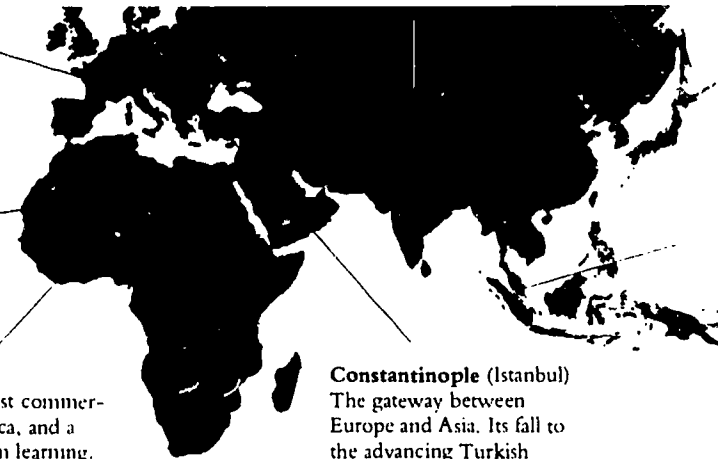 st commer-
ca, and a
n learning.
Constantinople (Istanbul)
The gateway between
Europe and Asia. Its fall to
the advancing Turkish